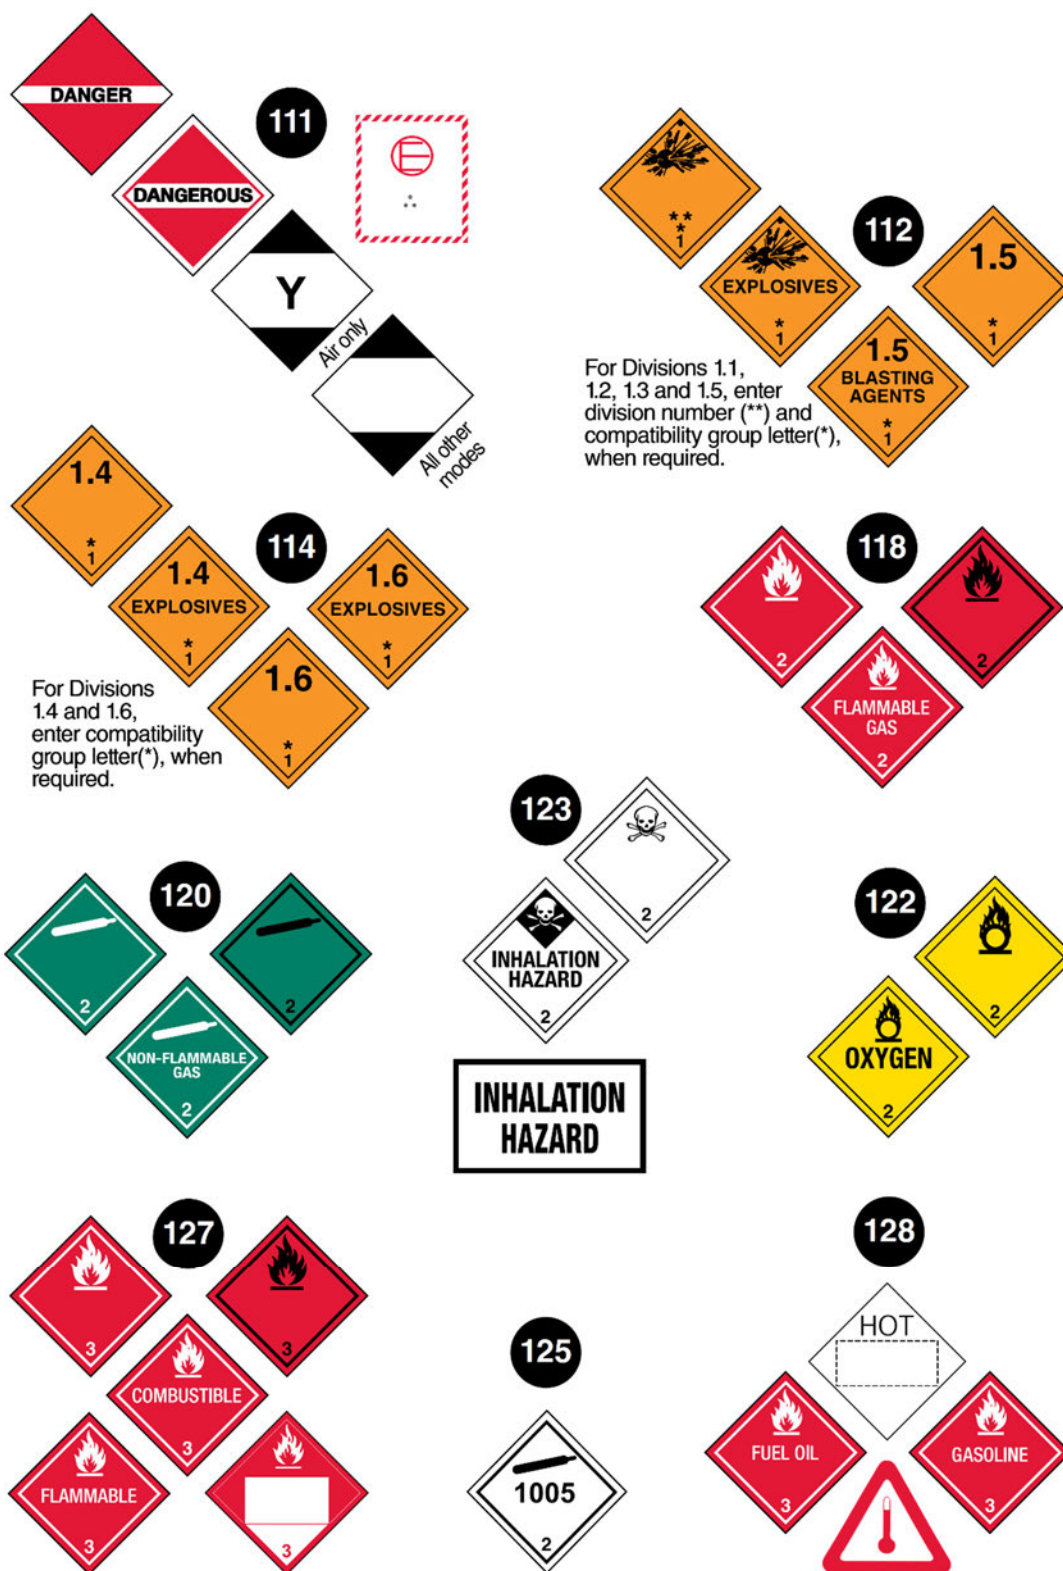 DANGER
111
DANGEROUS
E
Y
Air only
All other
modes
112
**
*
1
EXPLOSIVES
*
1
1.5
*
1
1.5
BLASTING
AGENTS
*
1
For Divisions 1.1,
1.2, 1.3 and 1.5, enter
division number (**) and
compatibility group letter(*),
when required.
114
1.4
*
1
1.4
EXPLOSIVES
*
1
1.6
EXPLOSIVES
*
1
1.6
*
1
For Divisions
1.4 and 1.6,
enter compatibility
group letter(*), when
required.
118
2
2
FLAMMABLE
GAS
2
123
2
INHALATION
HAZARD
2
INHALATION
HAZARD
120
2
2
NON-FLAMMABLE
GAS
2
122
2
OXYGEN
2
127
3
3
COMBUSTIBLE
3
FLAMMABLE
3
3
125
1005
2
128
HOT
FUEL OIL
3
GASOLINE
3